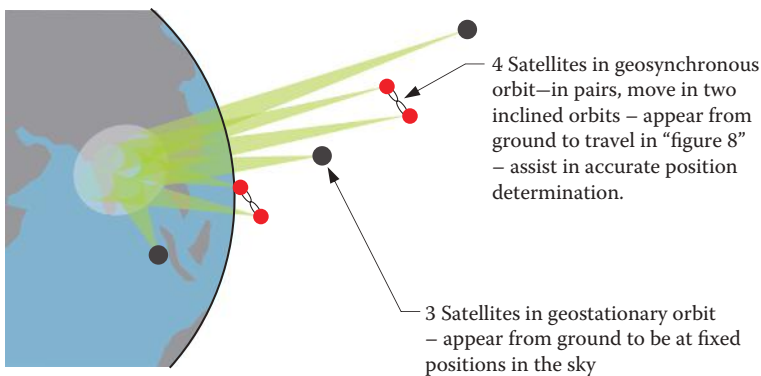 4 Satellites in geosynchronous
orbit—in pairs, move in two
inclined orbits – appear from
ground to travel in “figure 8”
– assist in accurate position
determination.
3 Satellites in geostationary orbit
– appear from ground to be at fixed
positions in the sky